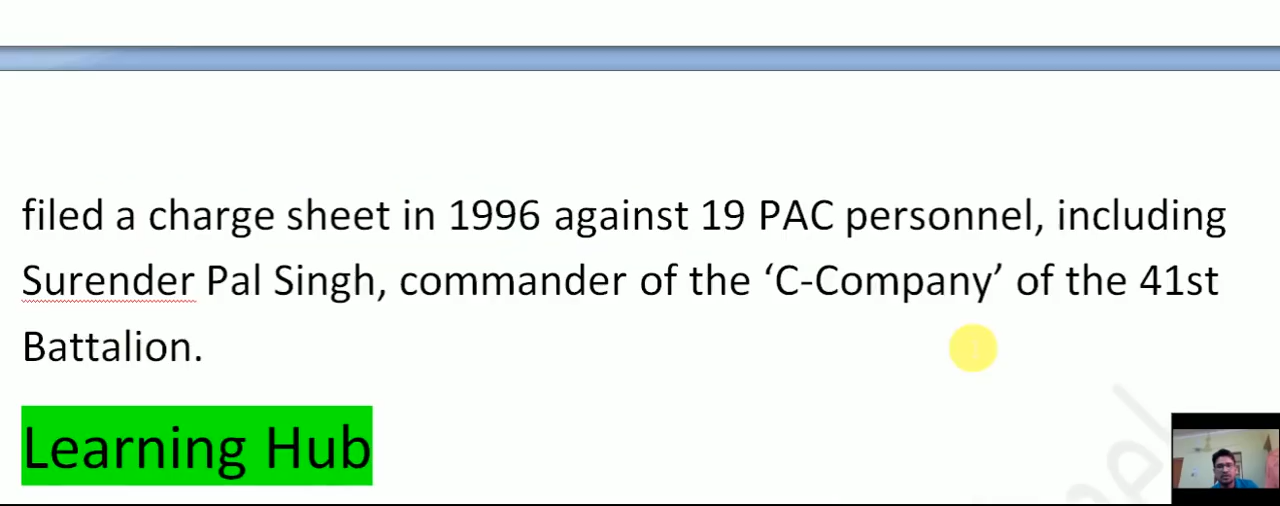 filed a charge sheet in 1996 against 19 PAC personnel, including
Surender Pal Singh, commander of the ‘C-Company’ of the 41st
Battalion.
Learning Hub